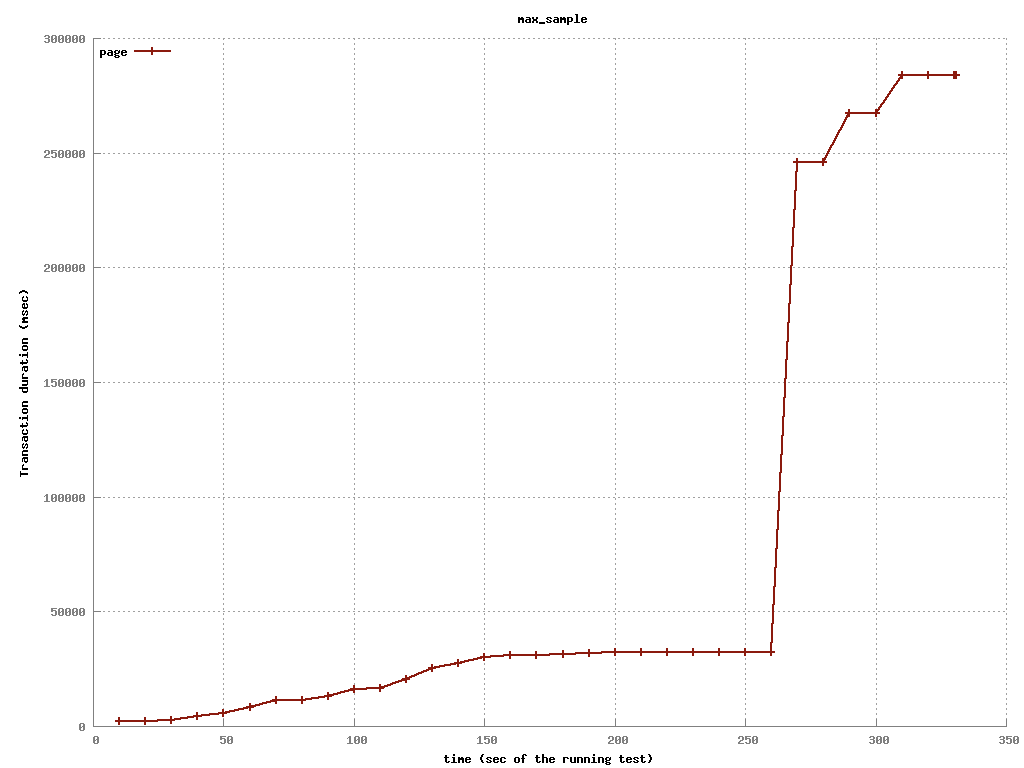 max_sample
page
300000
250000
200000
150000
100000
50000
0
Transaction duration (msec)
0 50 100 150 200 250 300 350
time (sec of the running test)